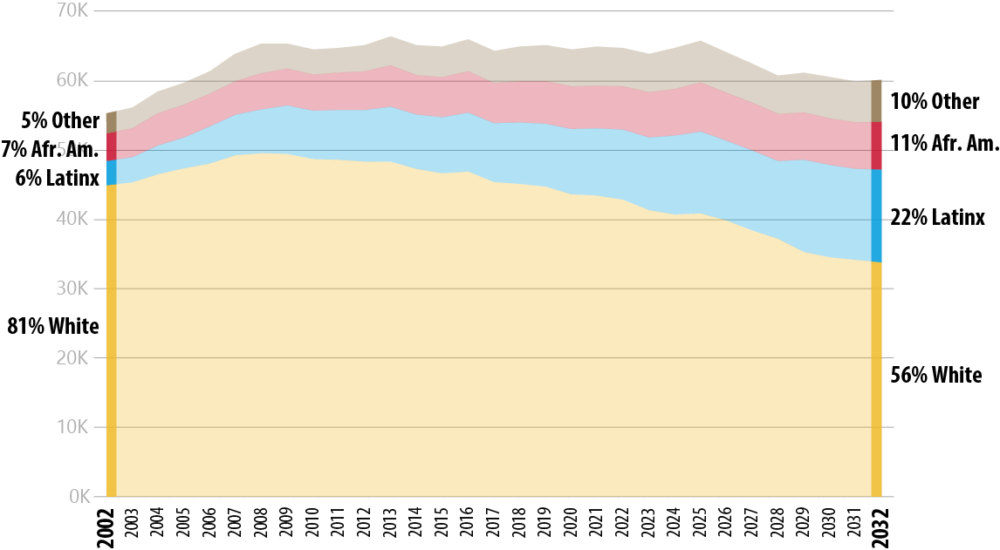 70K
60K
5% Other
10% Other
7% Afr. Am.
50K
11% Afr. Am.
6% Latinx
40K
22% Latinx
30K
81% White
20K
56% White
10K
0K
2002 2003 2004 2005 2006 2007 2008 2009 2010 2011 2012 2013 2014 2015 2016 2017 2018 2019 2020 2021 2022 2023 2024 2025 2026 2027 2028 2029 2030 2031 2032